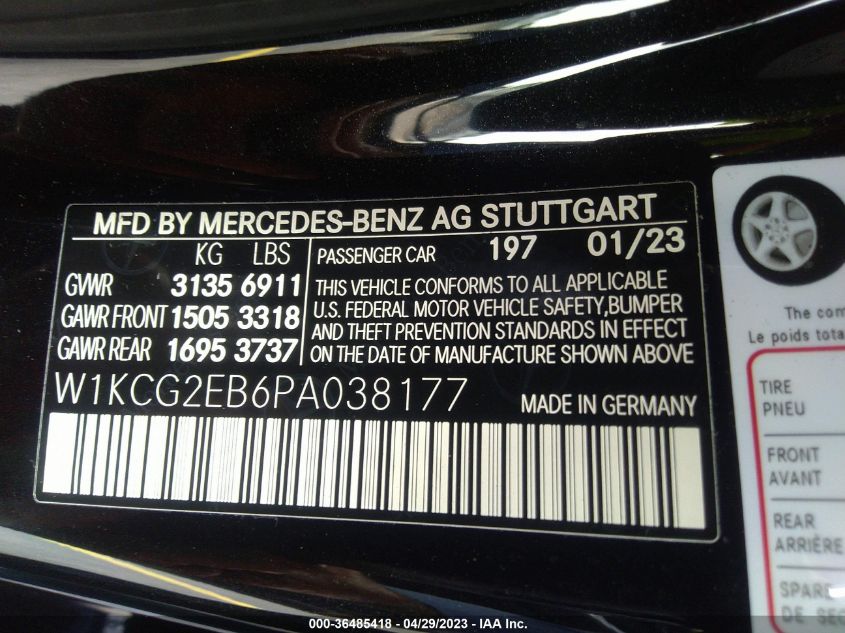 MFD BY MERCEDES-BENZ AG STUTTGART
KG LBS
GVWR 3135 6911
GAWR FRONT 1505 3318
GAWR REAR 1695 3737
PASSENGER CAR 197 01/23
THIS VEHICLE CONFORMS TO ALL APPLICABLE
U.S. FEDERAL MOTOR VEHICLE SAFETY,BUMPER
AND THEFT PREVENTION STANDARDS IN EFFECT
ON THE DATE OF MANUFACTURE SHOWN ABOVE
W1KCG2EB6PA038177
MADE IN GERMANY
The com
Le poids tota
TIRE
PNEU
FRONT
AVANT
REAR
ARRIÈRE
SPARE
DE SEC
000-36485418 - 04/29/2023 - IAA Inc.